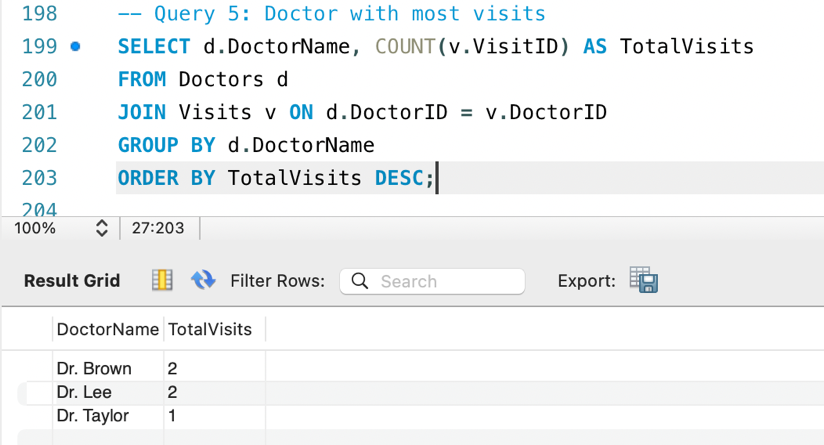 198 -- Query 5: Doctor with most visits
199 SELECT d.DoctorName, COUNT(v.VisitID) AS TotalVisits
200 FROM Doctors d
201 JOIN Visits v ON d.DoctorID = v.DoctorID
202 GROUP BY d.DoctorName
203 ORDER BY TotalVisits DESC;
204
100% 27:203
Result Grid Filter Rows: Search Export:
DoctorName TotalVisits
Dr. Brown 2
Dr. Lee 2
Dr. Taylor 1